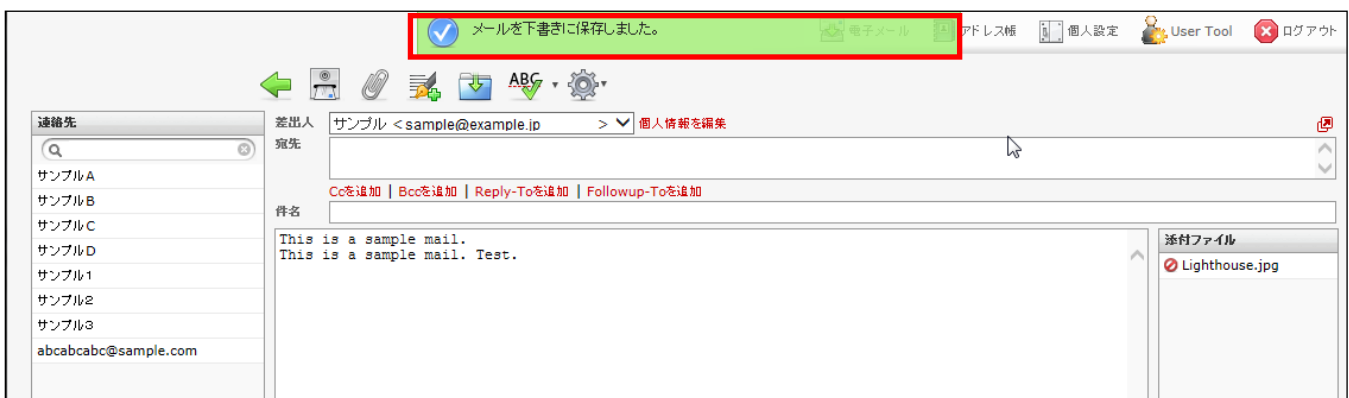 メールを下書きに保存しました。
電子メール アドレス帳 個人設定 User Tool ログアウト
ABC
連絡先
サンプルA
サンプルB
サンプルC
サンプルD
サンプル1
サンプル2
サンプル3
abcabcabc@sample.com
差出人 サンプル <sample@example.jp > 個人情報を編集
宛先
Ccを追加 | Bccを追加 | Reply-Toを追加 | Followup-Toを追加
件名
This is a sample mail.
This is a sample mail. Test.
添付ファイル
Lighthouse.jpg